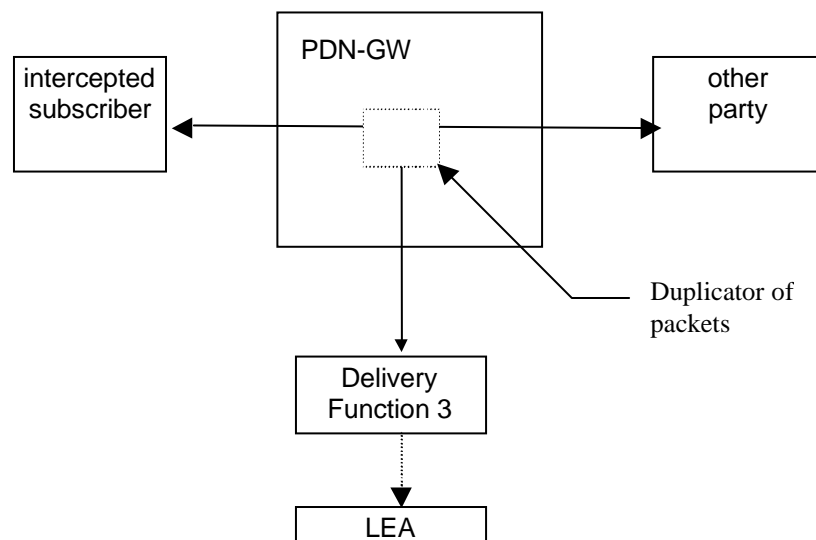 PDN-GW
intercepted
subscriber
other
party
Duplicator of
packets
Delivery
Function 3
LEA